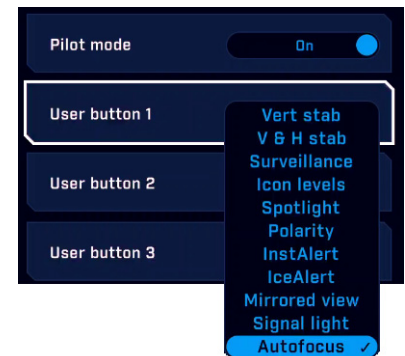 Pilot mode
On
User button 1
Vert stab
V & H stab
Surveillance
User button 2
Icon levels
Spotlight
Polarity
User button 3
InstAlert
IceAlert
Mirrored view
Signal light
Autofocus ✓